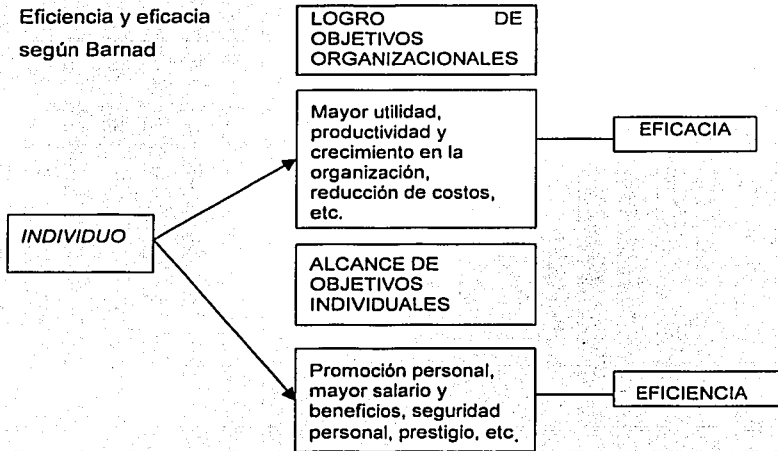 Eficiencia y eficacia
según Barnad
LOGRO DE
OBJETIVOS
ORGANIZACIONALES
Mayor utilidad,
productividad y
crecimiento en la
organización,
reducción de costos,
etc.
EFICACIA
INDIVIDUO
ALCANCE DE
OBJETIVOS
INDIVIDUALES
Promoción personal,
mayor salario y
beneficios, seguridad
personal, prestigio, etc.
EFICIENCIA